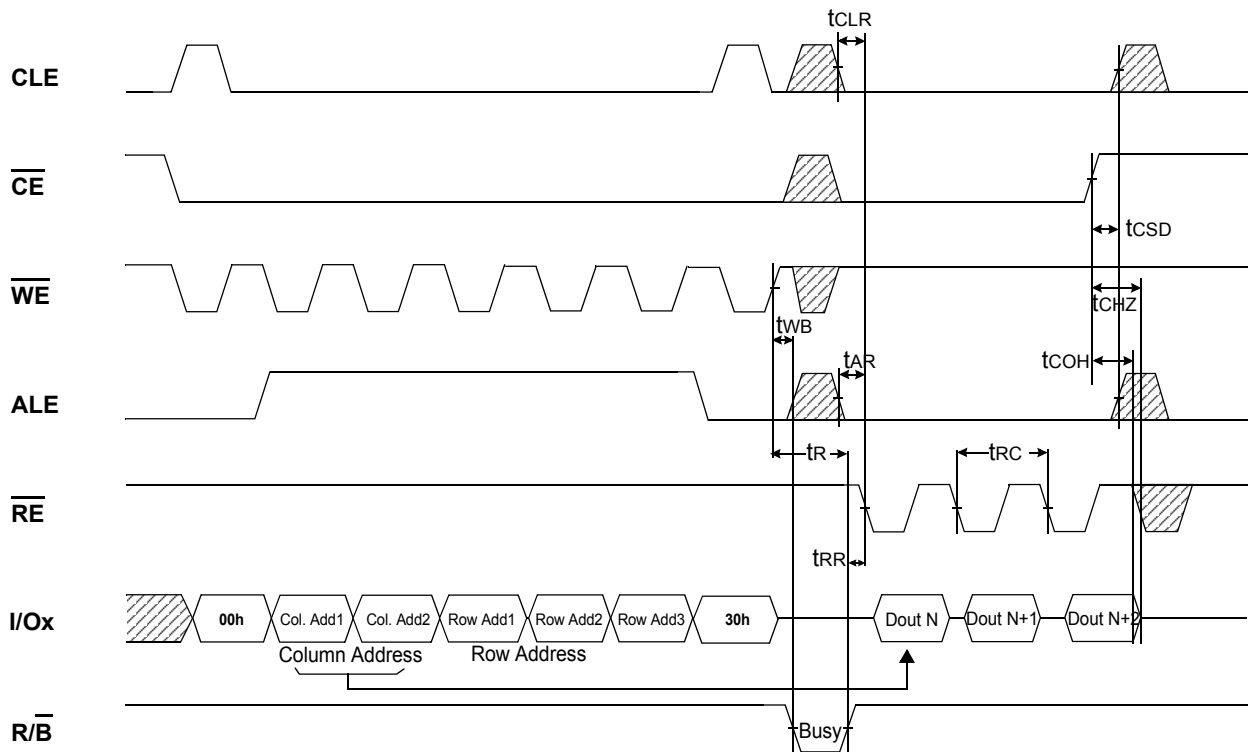 tCLR
CLE
CE
tCSD
WE
tCHZ
tWB
tCOH
tAR
ALE
tR
tRC
RE
tRR
I/Ox
00h
Col. Add1
Col. Add2
Row Add1
Row Add2
Row Add3
30h
Dout N
Dout N+1
Dout N+2
Column Address
Row Address
R/B
Busy